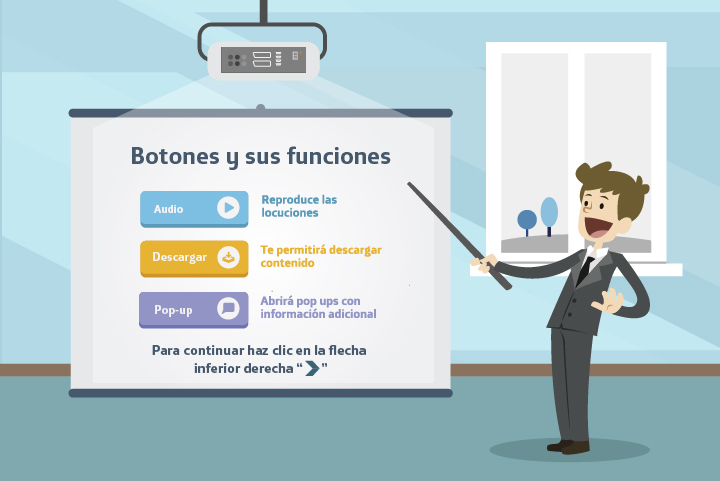 Botones y sus funciones
Audio
Reproduce las
locuciones
Descargar
Te permitirá descargar
contenido
Pop-up
Abrirá pop ups con
información adicional
Para continuar haz clic en la flecha
inferior derecha “ ”